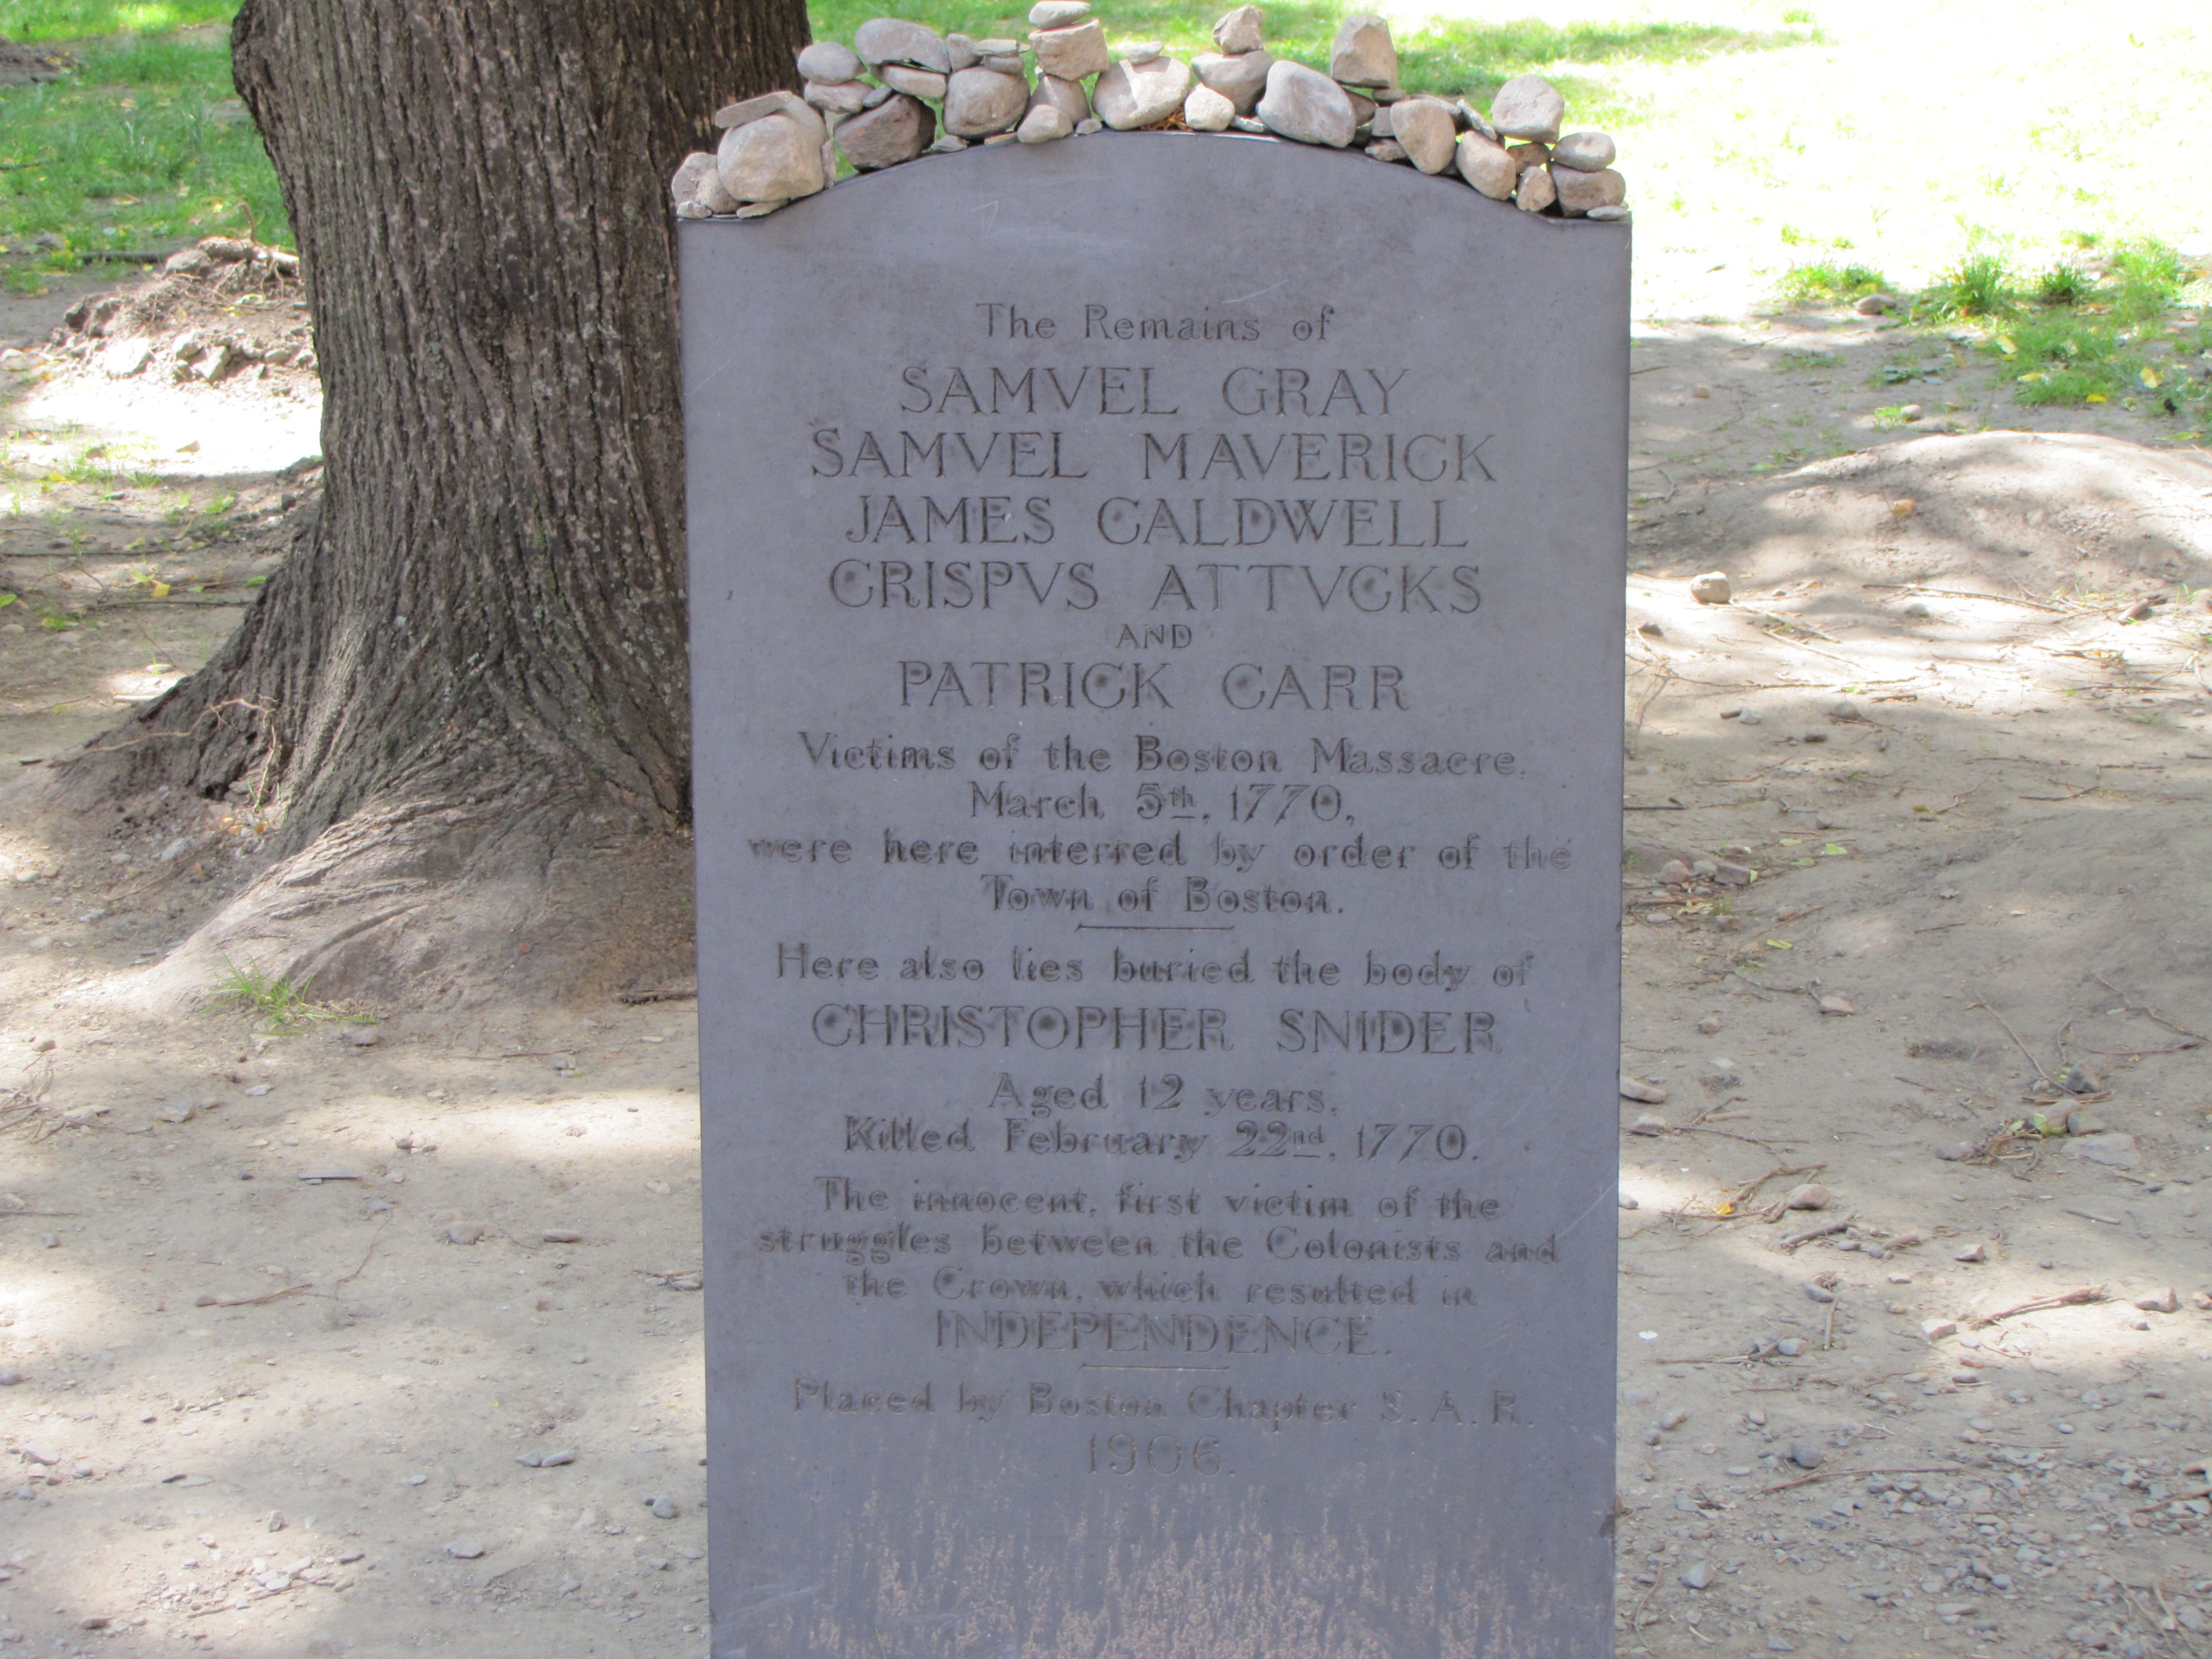 The Remains of
SAMVEL GRAY
SAMVEL MAVERICK
JAMES CALDWELL
CRISPVS ATTVCKS
AND
PATRICK CARR
Victims of the Boston Massacre,
March 5th, 1770,
were here interred by order of the
Town of Boston.
Here also lies buried the body of
CHRISTOPHER SNIDER
Aged 12 years,
Killed February 22nd, 1770.
The innocent, first victim of the
struggles between the Colonists and
the Crown, which resulted in
INDEPENDENCE.
Placed by Boston Chapter S.A.R.
1906.